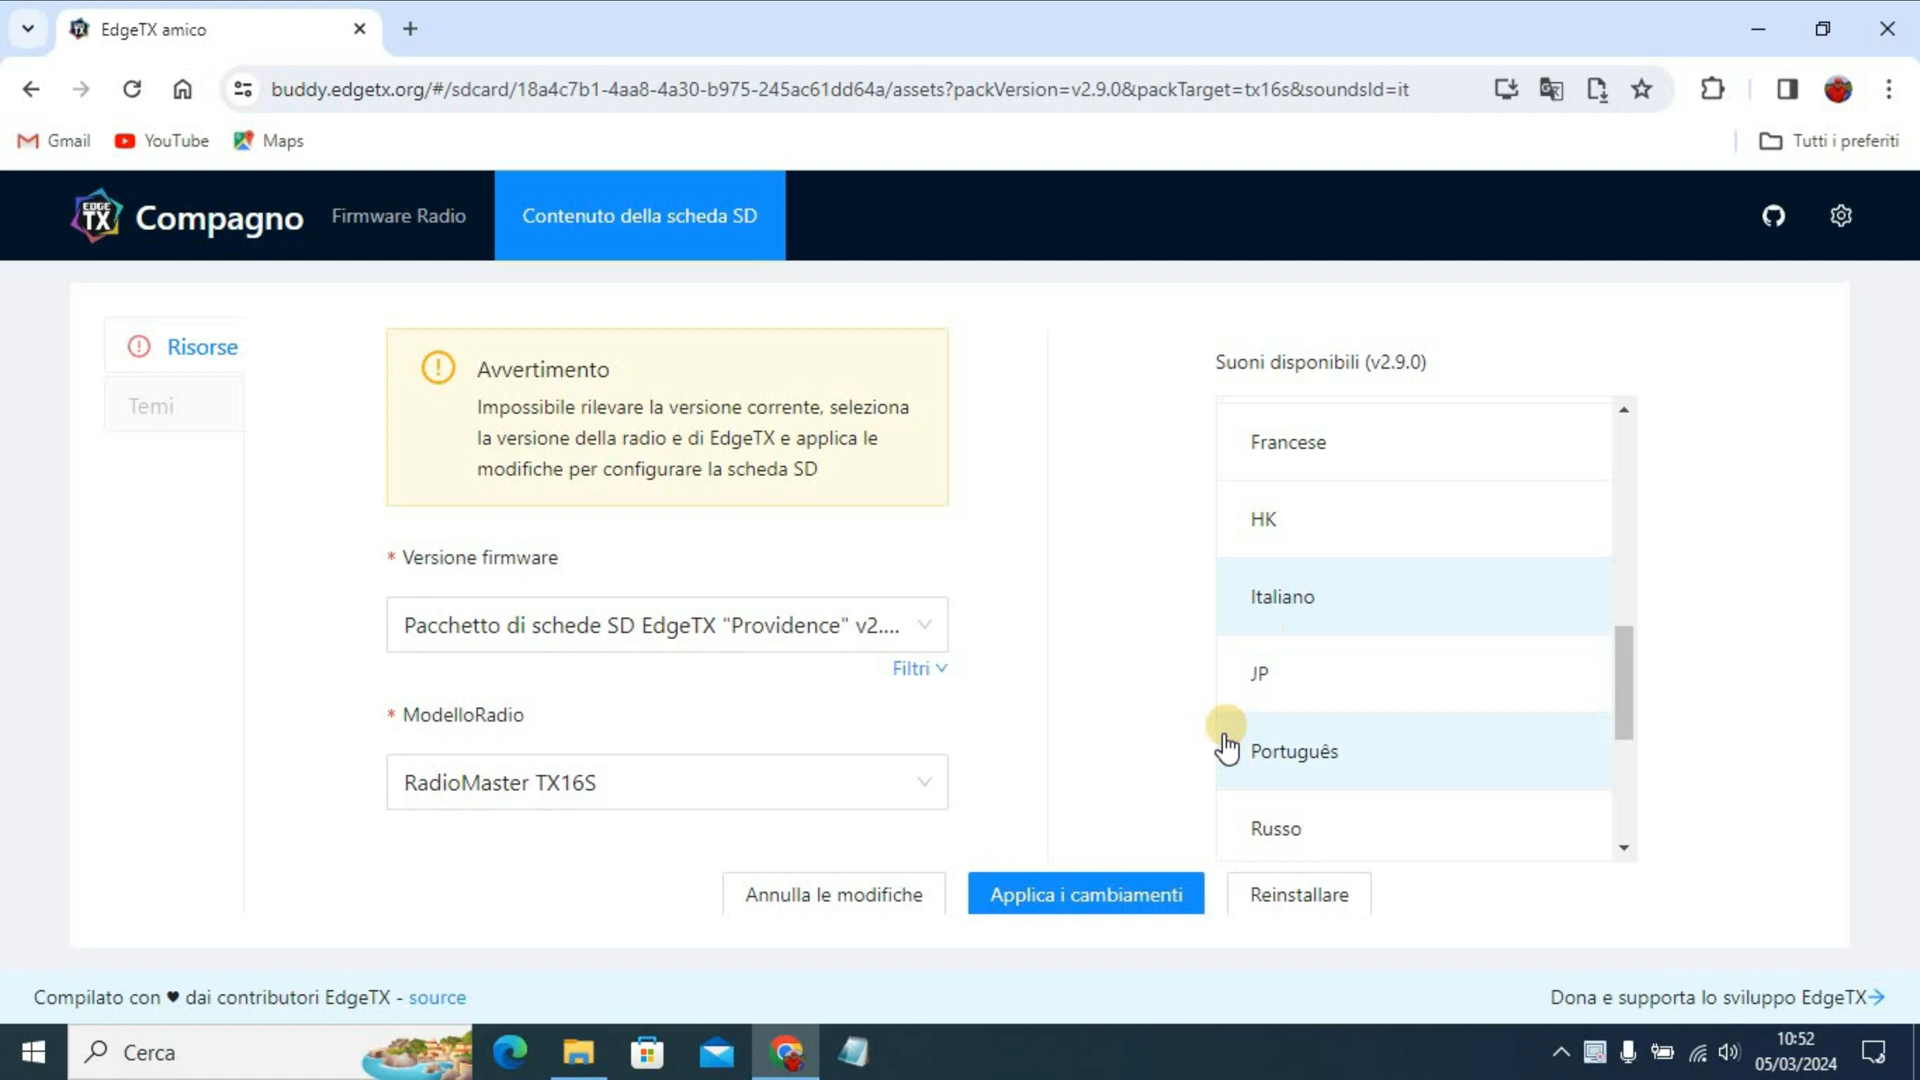 EdgeTX amico
buddy.edgetx.org/#/sdcard/18a4c7b1-4aa8-4a30-b975-245ac61dd64a/assets?packVersion=v2.9.0&packTarget=tx16s&soundsId=it
Gmail
YouTube
Maps
Tutti i preferiti
EDGE
TX
Compagno
Firmware Radio
Contenuto della scheda SD
Risorse
Temi
Avvertimento
Impossibile rilevare la versione corrente, seleziona
la versione della radio e di EdgeTX e applica le
modifiche per configurare la scheda SD
* Versione firmware
Pacchetto di schede SD EdgeTX "Providence" v2....
Filtri
* ModelloRadio
RadioMaster TX16S
Suoni disponibili (v2.9.0)
Francese
HK
Italiano
JP
Português
Russo
Annulla le modifiche
Applica i cambiamenti
Reinstallare
Compilato con ♥ dai contributori EdgeTX - source
Dona e supporta lo sviluppo EdgeTX→
Cerca
10:52
05/03/2024